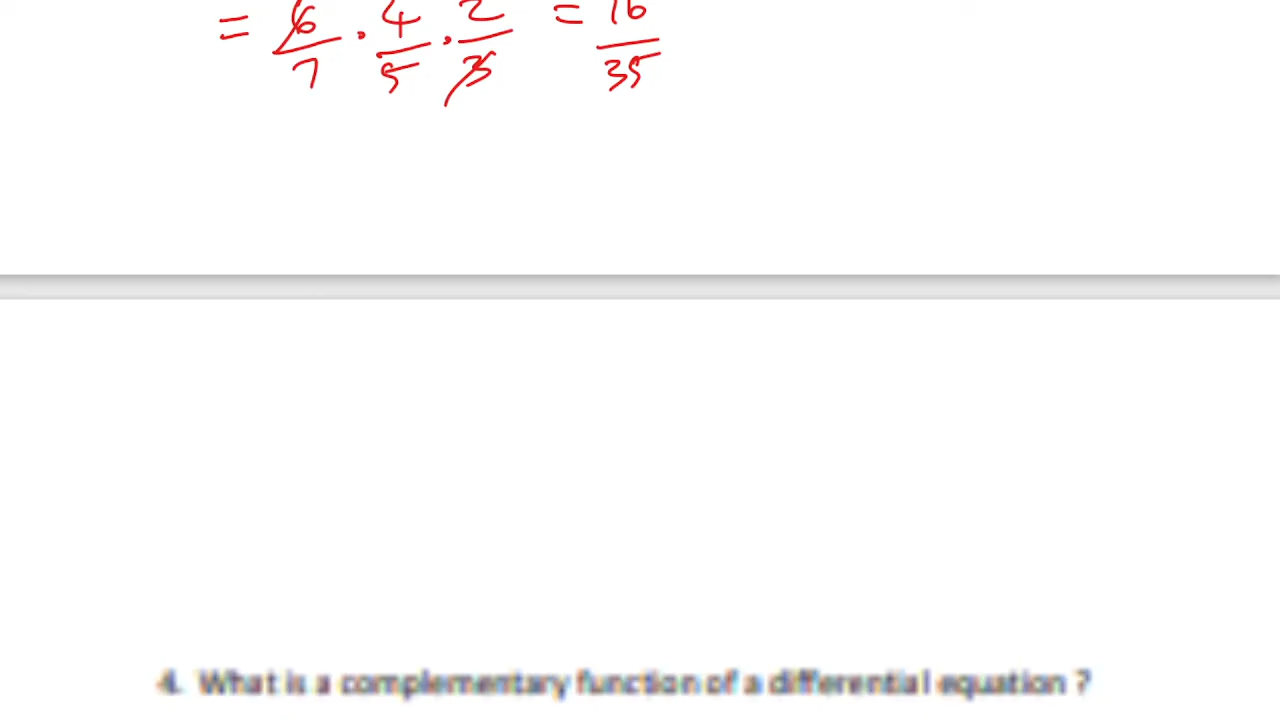 = 6/7 · 4/5 · 2/3 = 16/35
4. What is a complementary function of a differential equation ?